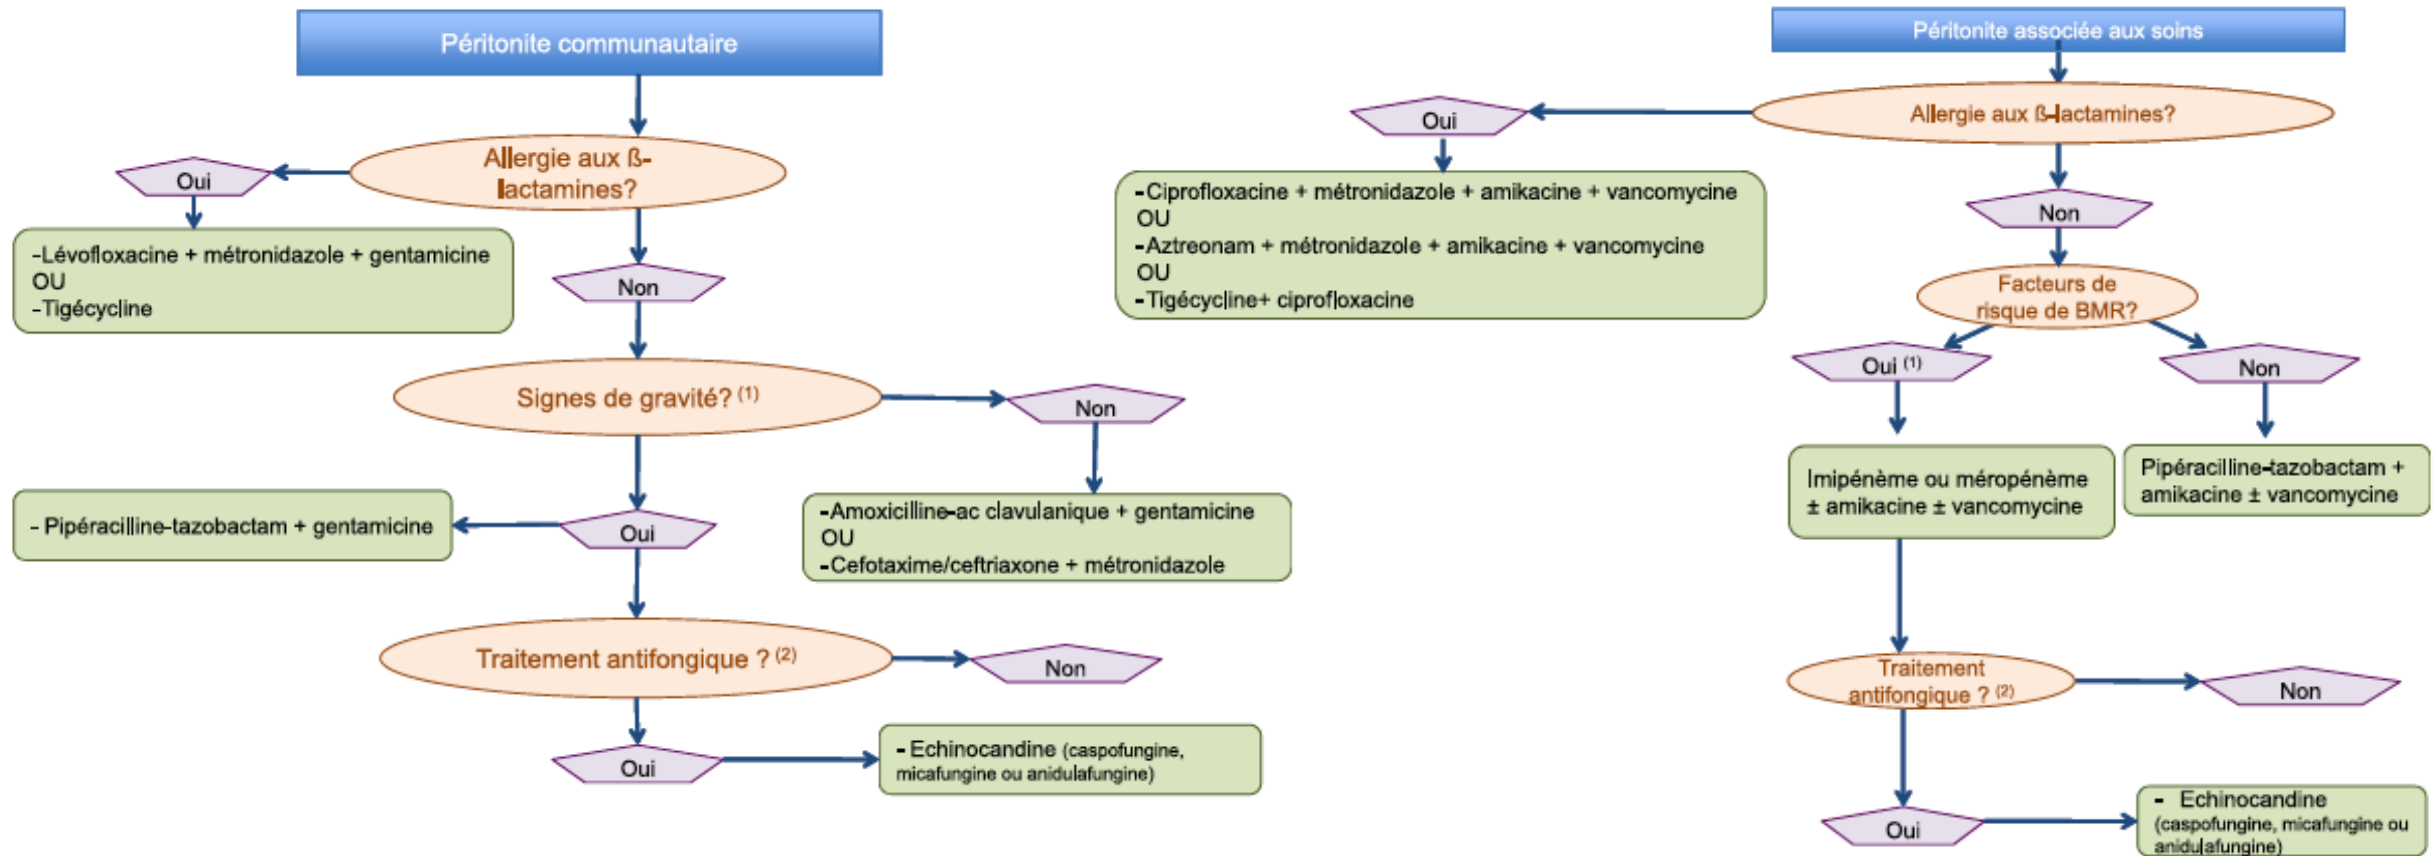 Péritonite communautaire
Allergie aux ß-
lactamines?
Oui
-Lévofloxacine + métronidazole + gentamicine
OU
-Tigécycline
Non
Signes de gravité? (1)
Non
-Amoxicilline-ac clavulanique + gentamicine
OU
-Cefotaxime/ceftriaxone + métronidazole
Oui
- Pipéracilline-tazobactam + gentamicine
Traitement antifongique ? (2)
Non
Oui
- Echinocandine (caspofungine,
micafungine ou anidulafungine)
Péritonite associée aux soins
Allergie aux ß-lactamines?
Oui
-Ciprofloxacine + métronidazole + amikacine + vancomycine
OU
-Aztreonam + métronidazole + amikacine + vancomycine
OU
-Tigécycline+ ciprofloxacine
Non
Facteurs de
risque de BMR?
Oui (1)
Non
Imipénème ou méropénème
± amikacine ± vancomycine
Pipéracilline-tazobactam +
amikacine ± vancomycine
Traitement
antifongique ? (2)
Non
Oui
- Echinocandine
(caspofungine, micafungine ou
anidulafungine)